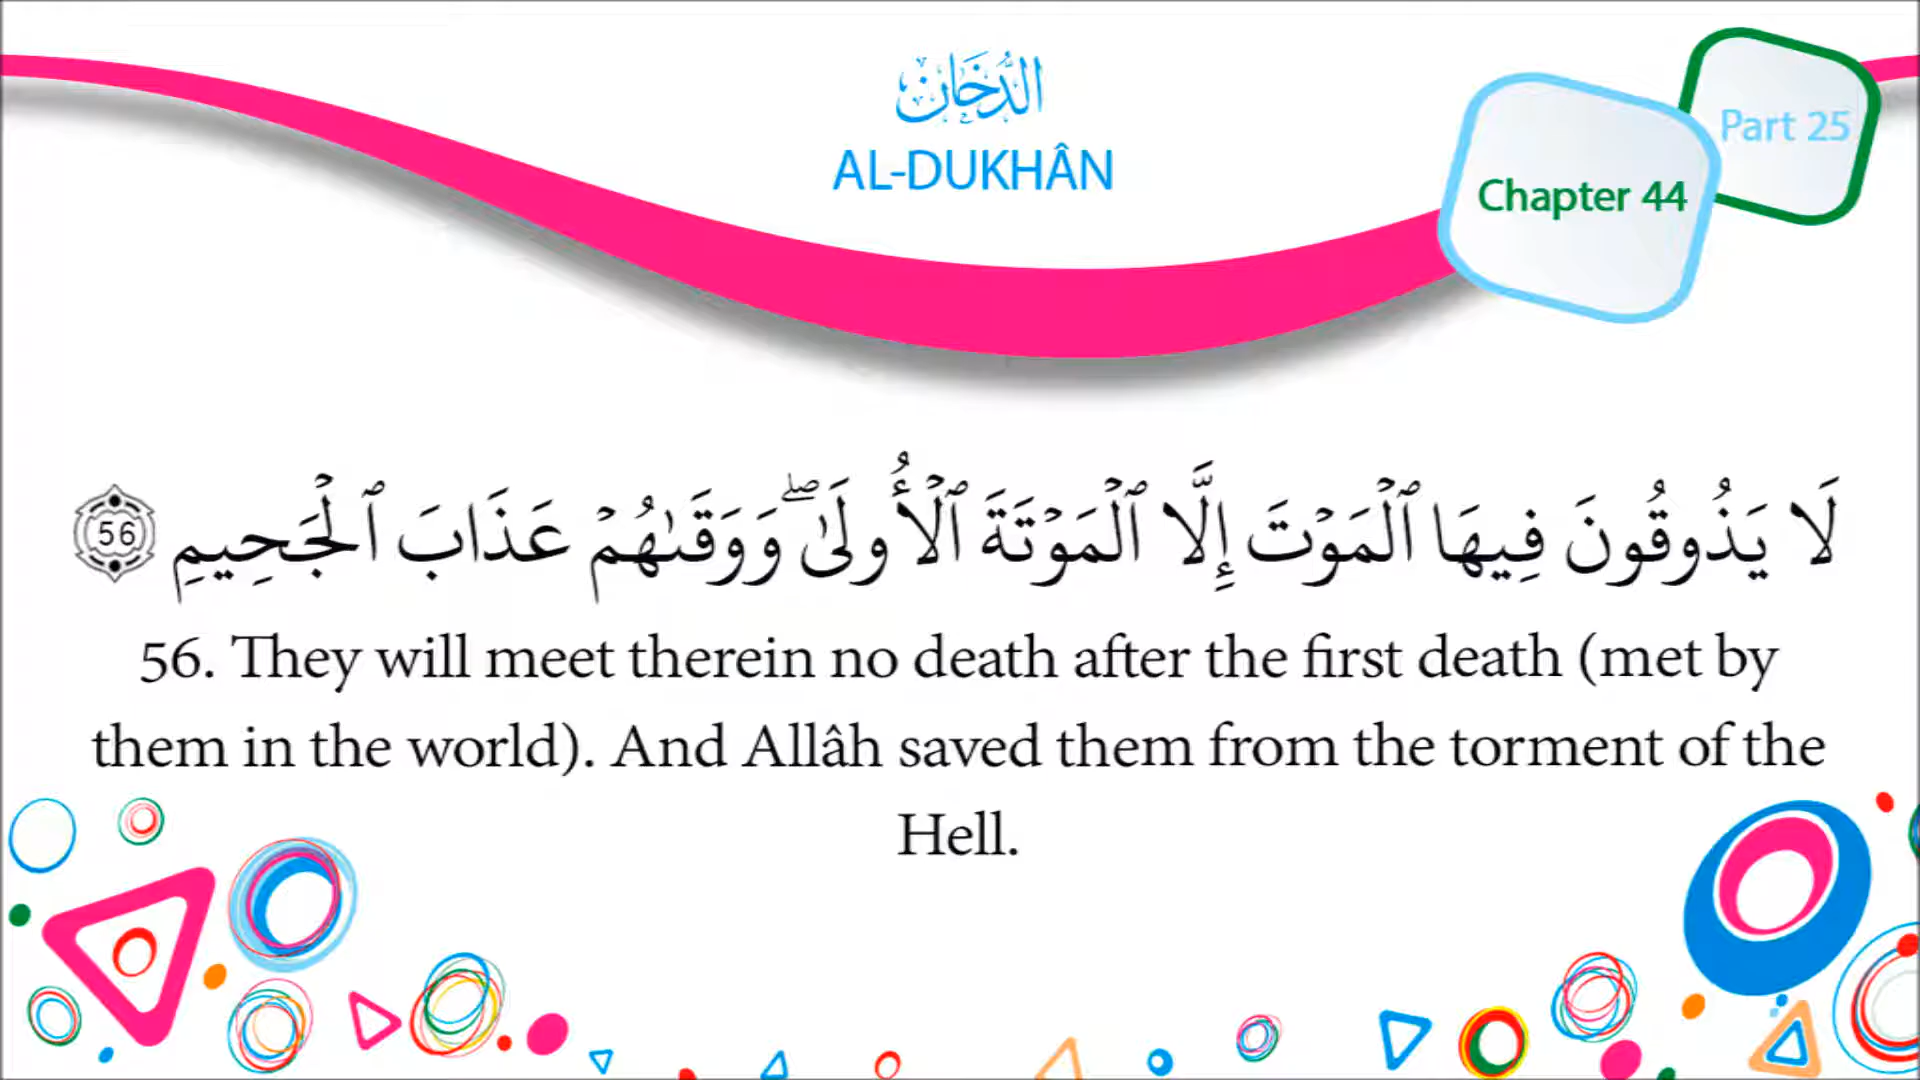 الدُّخَان
AL-DUKHÂN
Part 25
Chapter 44
لَا يَذُوقُونَ فِيهَا ٱلْمَوْتَ إِلَّا ٱلْمَوْتَةَ ٱلْأُولَىٰ ۖ وَوَقَىٰهُمْ عَذَابَ ٱلْجَحِيمِ 56
56. They will meet therein no death after the first death (met by
them in the world). And Allâh saved them from the torment of the
Hell.